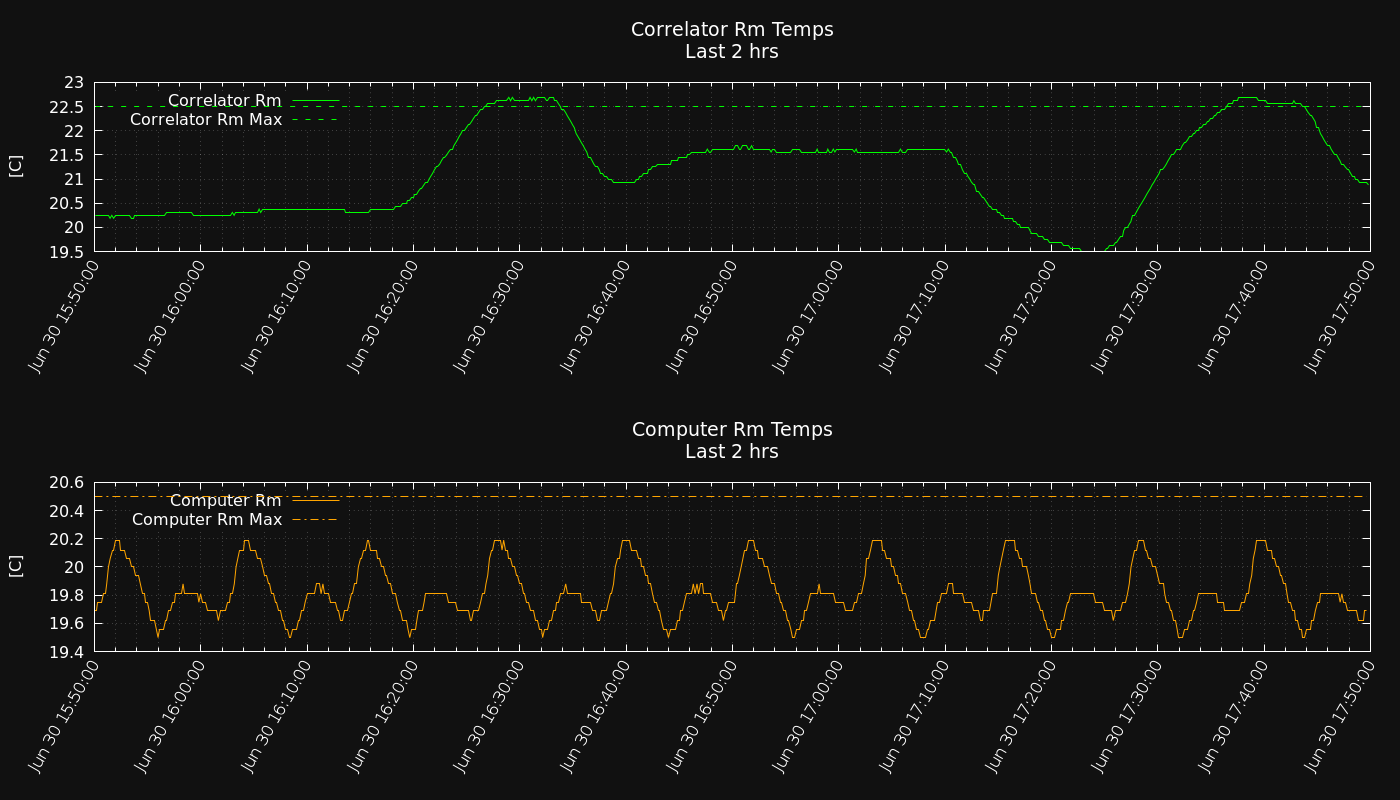 Correlator Rm Temps
Last 2 hrs
[C]
23
22.5
22
21.5
21
20.5
20
19.5
Correlator Rm
Correlator Rm Max
Jun 30 15:50:00
Jun 30 16:00:00
Jun 30 16:10:00
Jun 30 16:20:00
Jun 30 16:30:00
Jun 30 16:40:00
Jun 30 16:50:00
Jun 30 17:00:00
Jun 30 17:10:00
Jun 30 17:20:00
Jun 30 17:30:00
Jun 30 17:40:00
Jun 30 17:50:00
Computer Rm Temps
Last 2 hrs
[C]
20.6
20.4
20.2
20
19.8
19.6
19.4
Computer Rm
Computer Rm Max
Jun 30 15:50:00
Jun 30 16:00:00
Jun 30 16:10:00
Jun 30 16:20:00
Jun 30 16:30:00
Jun 30 16:40:00
Jun 30 16:50:00
Jun 30 17:00:00
Jun 30 17:10:00
Jun 30 17:20:00
Jun 30 17:30:00
Jun 30 17:40:00
Jun 30 17:50:00